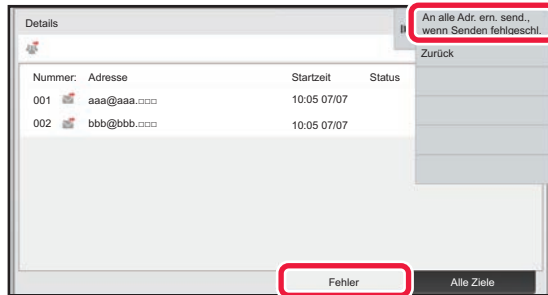 Details
An alle Adr. ern. send.,
wenn Senden fehlgeschl.
Zurück
Nummer: Adresse Startzeit Status
001 aaa@aaa.□□□ 10:05 07/07
002 bbb@bbb.□□□ 10:05 07/07
Fehler Alle Ziele